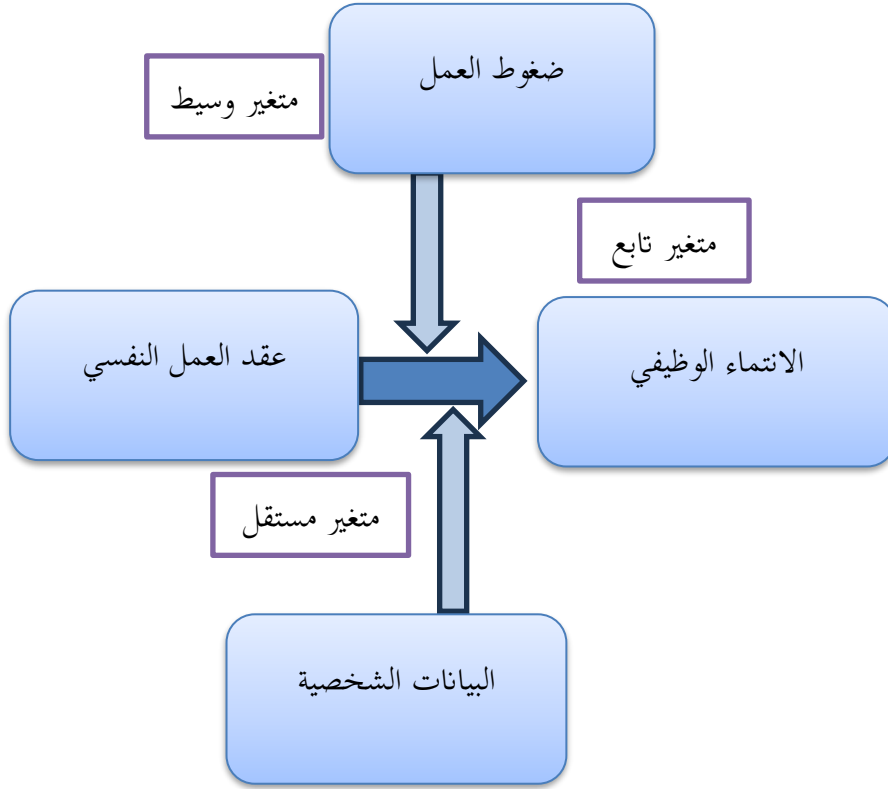 ضغوط العمل
متغير وسيط
متغير تابع
الانتماء الوظيفي
عقد العمل النفسي
متغير مستقل
البيانات الشخصية